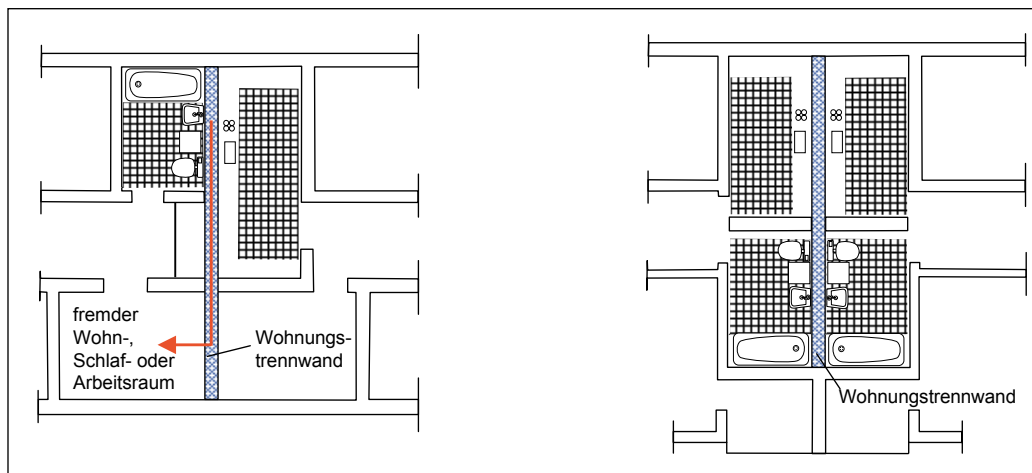 fremder
Wohn-,
Schlaf- oder
Arbeitsraum
Wohnungs-
trennwand
Wohnungstrennwand